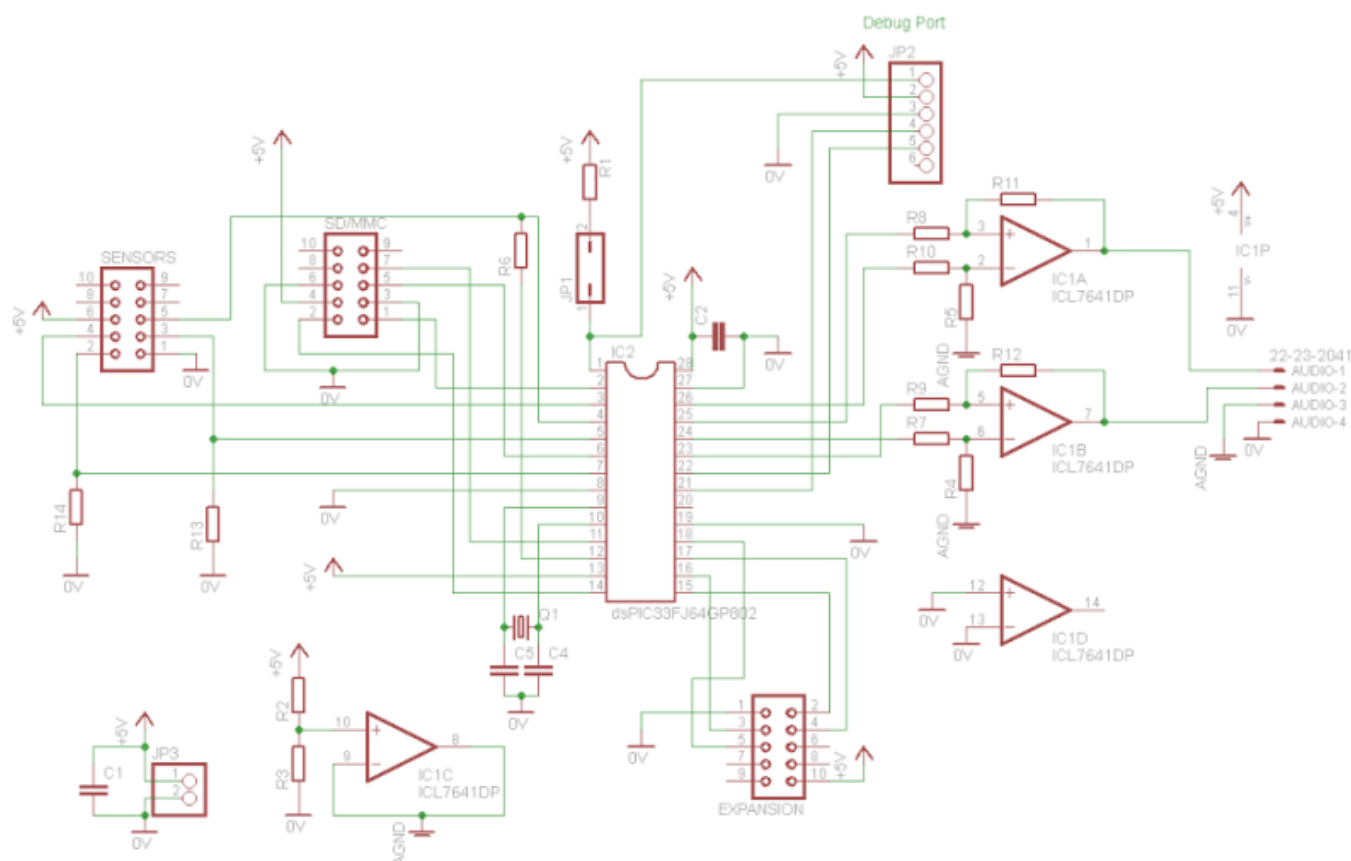 Debug Port
JP2
+5V
1
2
3
4
5
6
0V
+5V
R1
2
JP1
1
+5V
SD/MMC
10
9
8
7
6
5
4
3
2
1
0V
R6
SENSORS
10
9
8
7
6
5
4
3
2
1
+5V
0V
R14
0V
R13
0V
+5V
C2
0V
IC2
1
2
3
4
5
6
7
8
9
10
11
12
13
14
28
27
26
25
24
23
22
21
20
19
18
17
16
15
dsPIC33FJ64GP802
0V
+5V
0V
Q1
C5
C4
0V
R11
R8
R10
3
2
1
IC1A
ICL7641DP
R5
AGND
R12
R9
R7
5
6
7
IC1B
ICL7641DP
R4
AGND
+5V
4
V+
IC1P
11
V-
0V
22-23-2041
AUDIO-1
AUDIO-2
AUDIO-3
AUDIO-4
0V
AGND
12
13
14
0V
0V
IC1D
ICL7641DP
+5V
R2
R3
0V
10
9
8
IC1C
ICL7641DP
AGND
+5V
C1
JP3
1
2
0V
0V
1
2
3
4
5
6
7
8
9
10
+5V
EXPANSION